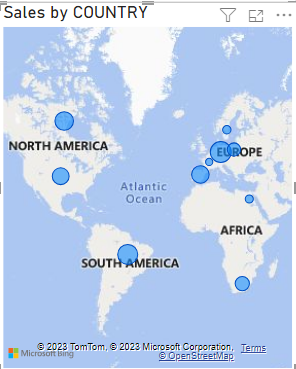 Sales by COUNTRY
NORTH AMERICA
EUROPE
Atlantic
Ocean
AFRICA
SOUTH AMERICA
© 2023 TomTom, © 2023 Microsoft Corporation, Terms
Microsoft Bing
© OpenStreetMap